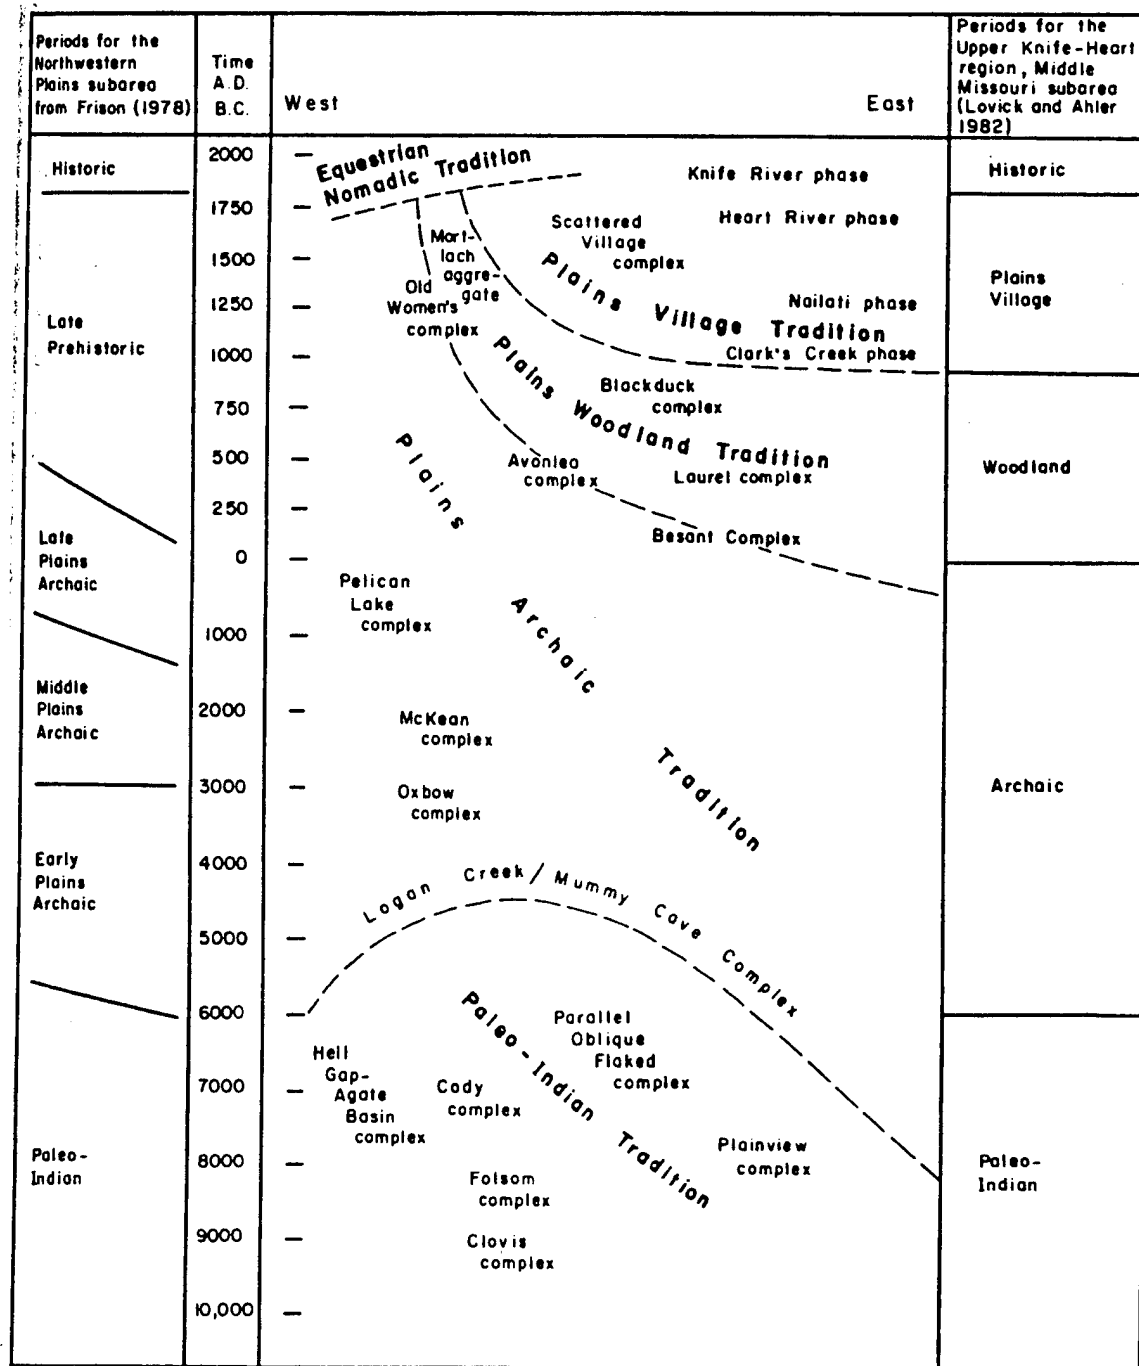 Periods for the
Northwestern
Plains subarea
from Frison (1978)
Time
A.D.
B.C.
West
East
Periods for the
Upper Knife-Heart
region, Middle
Missouri subarea
(Lovick and Ahler
1982)
Historic
Late
Prehistoric
Late
Plains
Archaic
Middle
Plains
Archaic
Early
Plains
Archaic
Paleo-
Indian
2000
1750
1500
1250
1000
750
500
250
0
1000
2000
3000
4000
5000
6000
7000
8000
9000
10,000
Equestrian
Nomadic Tradition
Knife River phase
Heart River phase
Scattered
Village
complex
Mort-
lach
aggre-
gate
Old
Women's
complex
Plains Village Tradition
Nailati phase
Clark's Creek phase
Plains Woodland Tradition
Blackduck
complex
Avonlea
complex
Laurel complex
Besant Complex
Plains Archaic Tradition
Pelican
Lake
complex
McKean
complex
Oxbow
complex
Logan Creek/Mummy Cave Complex
Paleo-Indian Tradition
Parallel
Oblique
Flaked
complex
Hell
Gap-
Agate
Basin
complex
Cody
complex
Plainview
complex
Folsom
complex
Clovis
complex
Historic
Plains
Village
Woodland
Archaic
Paleo-
Indian